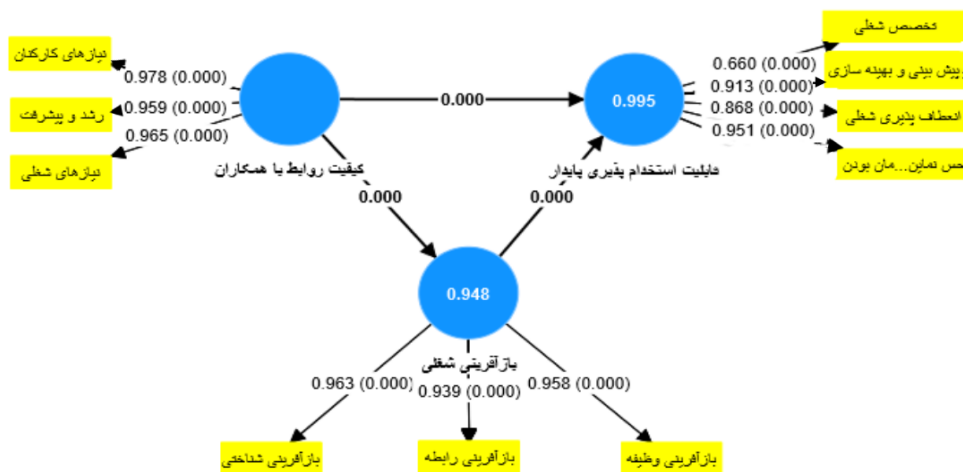 تخصص شغلی
نیازهای کارکنان
0.978 (0.000)
0.660 (0.000)
پیش بینی و بهینه سازی
0.913 (0.000)
0.000
0.995
رشد و پیشرفت
0.959 (0.000)
0.868 (0.000)
انعطاف پذیری شغلی
0.965 (0.000)
0.951 (0.000)
نیازهای شغلی
کیفیت روابط با همکاران
قابلیت استخدام پذیری پایدار
حس نماین...مان بودن
0.000
0.000
0.948
بازآفرینی شغلی
0.963 (0.000)
0.939 (0.000)
0.958 (0.000)
بازآفرینی شناختی
بازآفرینی رابطه
بازآفرینی وظیفه